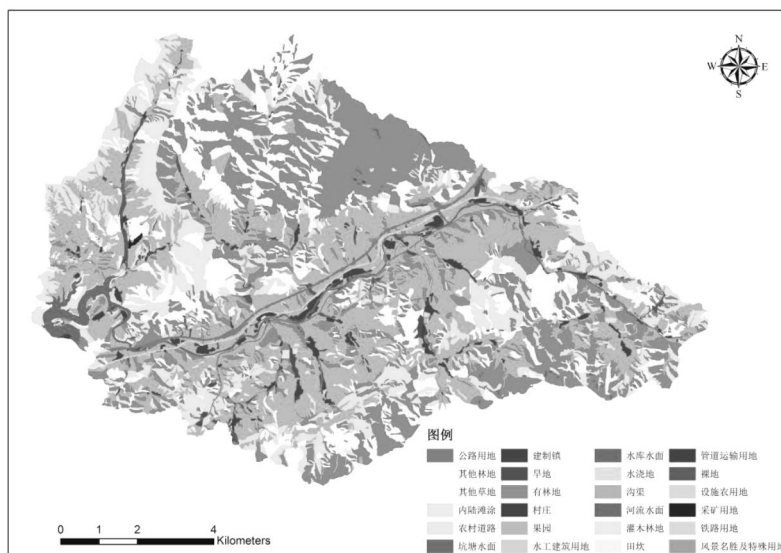 N
W E
S
图例
公路用地 建制镇 水库水面 管道运输用地
其他林地 旱地 水浇地 裸地
其他草地 有林地 沟渠 设施农用地
内陆滩涂 村庄 河流水面 采矿用地
农村道路 果园 灌木林地 铁路用地
坑塘水面 水工建筑用地 田坎 风景名胜及特殊用地
0 1 2 4
Kilometers